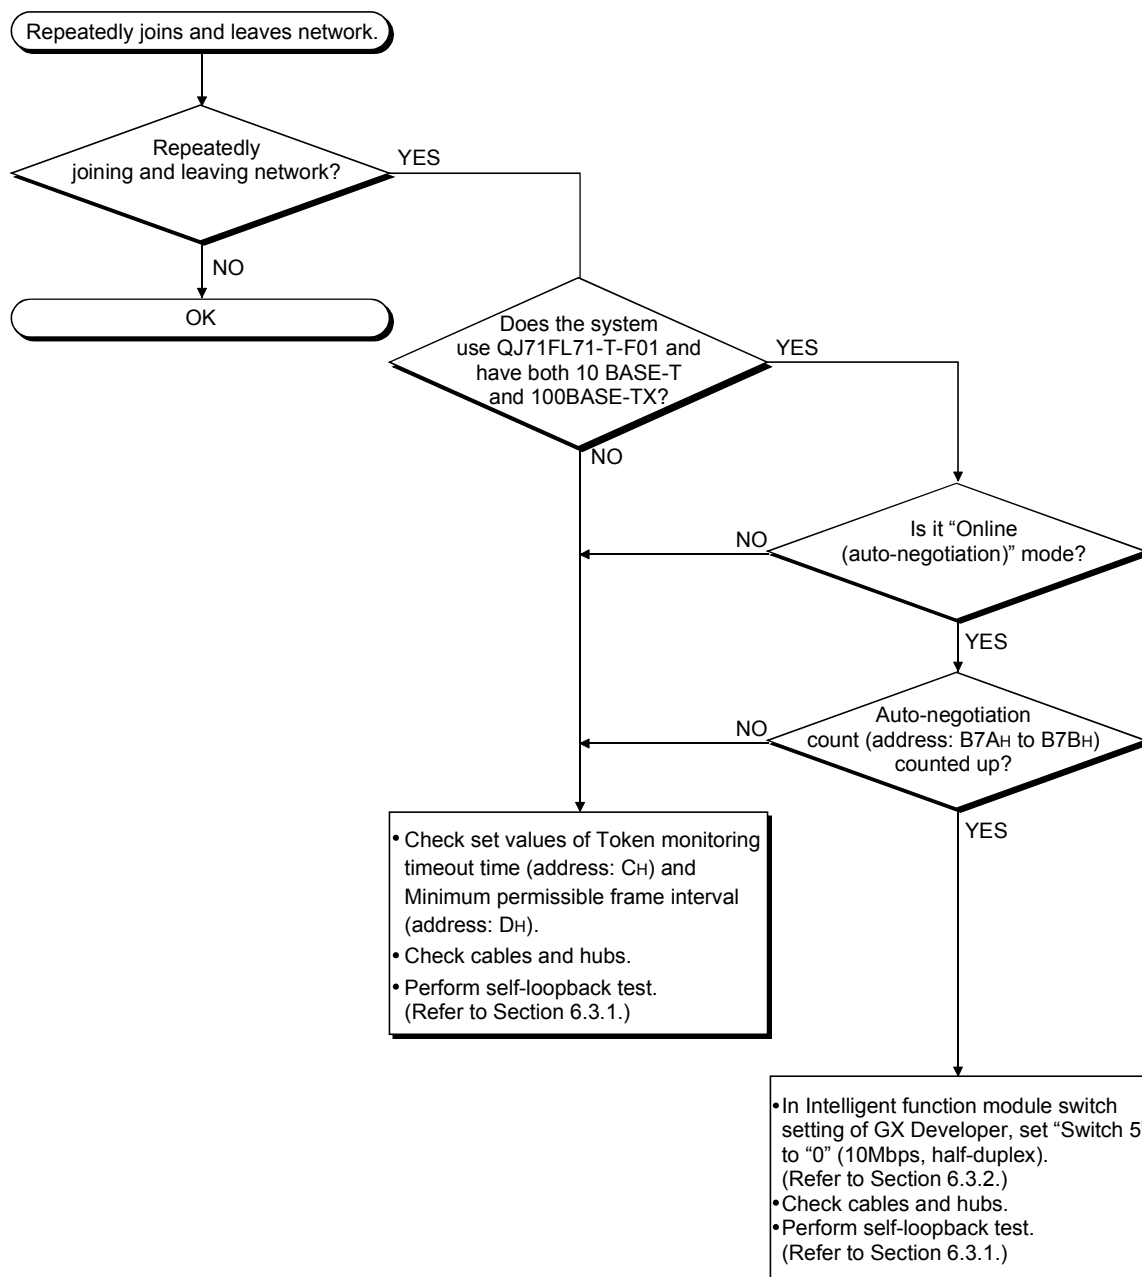 Repeatedly joins and leaves network.
Repeatedly
joining and leaving network?
YES
NO
OK
Does the system
use QJ71FL71-T-F01 and
have both 10 BASE-T
and 100BASE-TX?
YES
NO
Is it “Online
(auto-negotiation)” mode?
NO
YES
Auto-negotiation
count (address: B7AH to B7BH)
counted up?
NO
YES
• Check set values of Token monitoring
timeout time (address: CH) and
Minimum permissible frame interval
(address: DH).
• Check cables and hubs.
• Perform self-loopback test.
(Refer to Section 6.3.1.)
•In Intelligent function module switch
setting of GX Developer, set “Switch 5”
to “0” (10Mbps, half-duplex).
(Refer to Section 6.3.2.)
•Check cables and hubs.
•Perform self-loopback test.
(Refer to Section 6.3.1.)